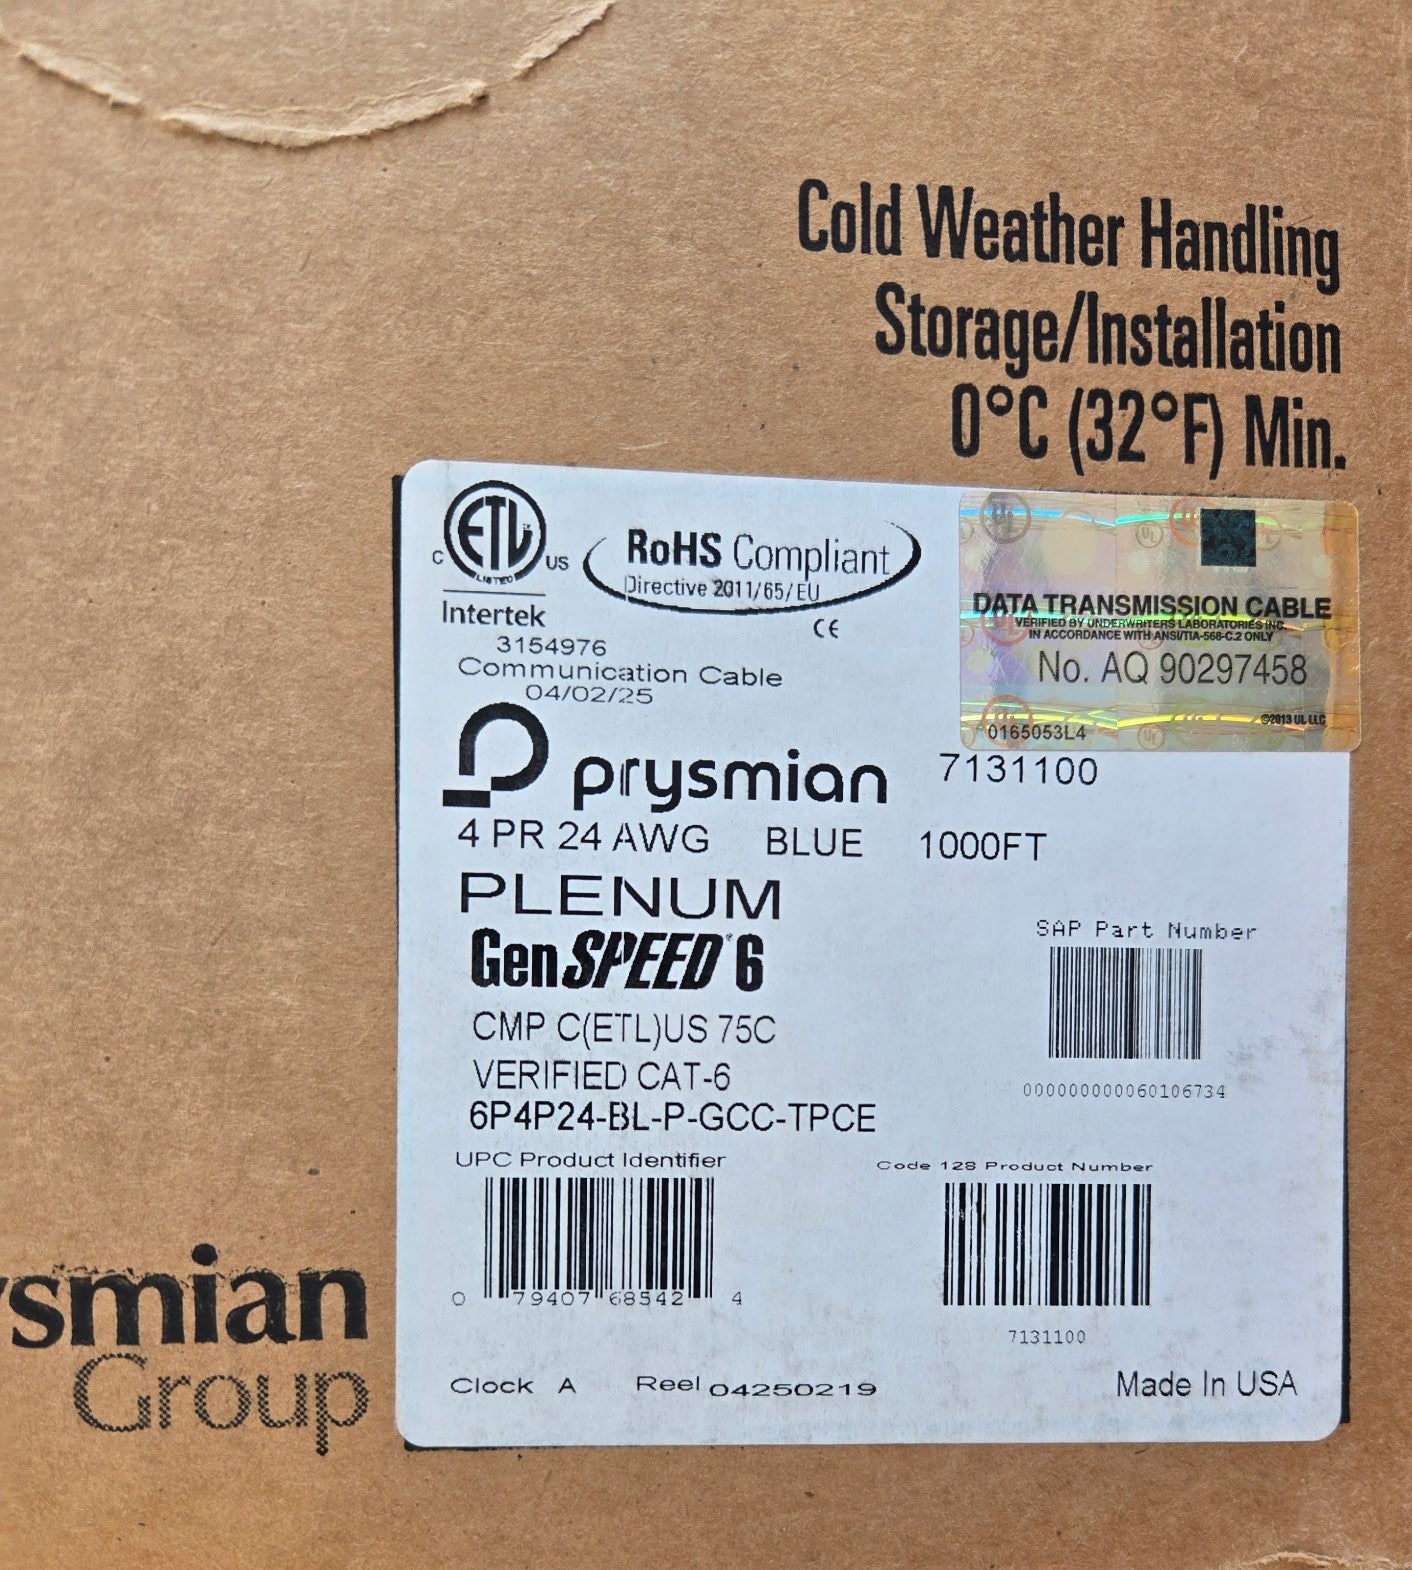 Cold Weather Handling
Storage/Installation
0°C (32°F) Min.
C ETL US
LISTED
Intertek
3154976
Communication Cable
04/02/25
RoHS Compliant
Directive 2011/65/EU
CE
UL
DATA TRANSMISSION CABLE
VERIFIED BY UNDERWRITERS LABORATORIES INC.
IN ACCORDANCE WITH ANSI/TIA-568-C.2 ONLY
No. AQ 90297458
©2013 UL LLC
0165053L4
prysmian 7131100
4 PR 24 AWG BLUE 1000FT
PLENUM
GenSPEED® 6
CMP C(ETL)US 75C
VERIFIED CAT-6
6P4P24-BL-P-GCC-TPCE
SAP Part Number
000000000060106734
UPC Product Identifier
0 79407 68542 4
Code 128 Product Number
7131100
Clock A Reel 04250219
Made In USA
ysmian
Group